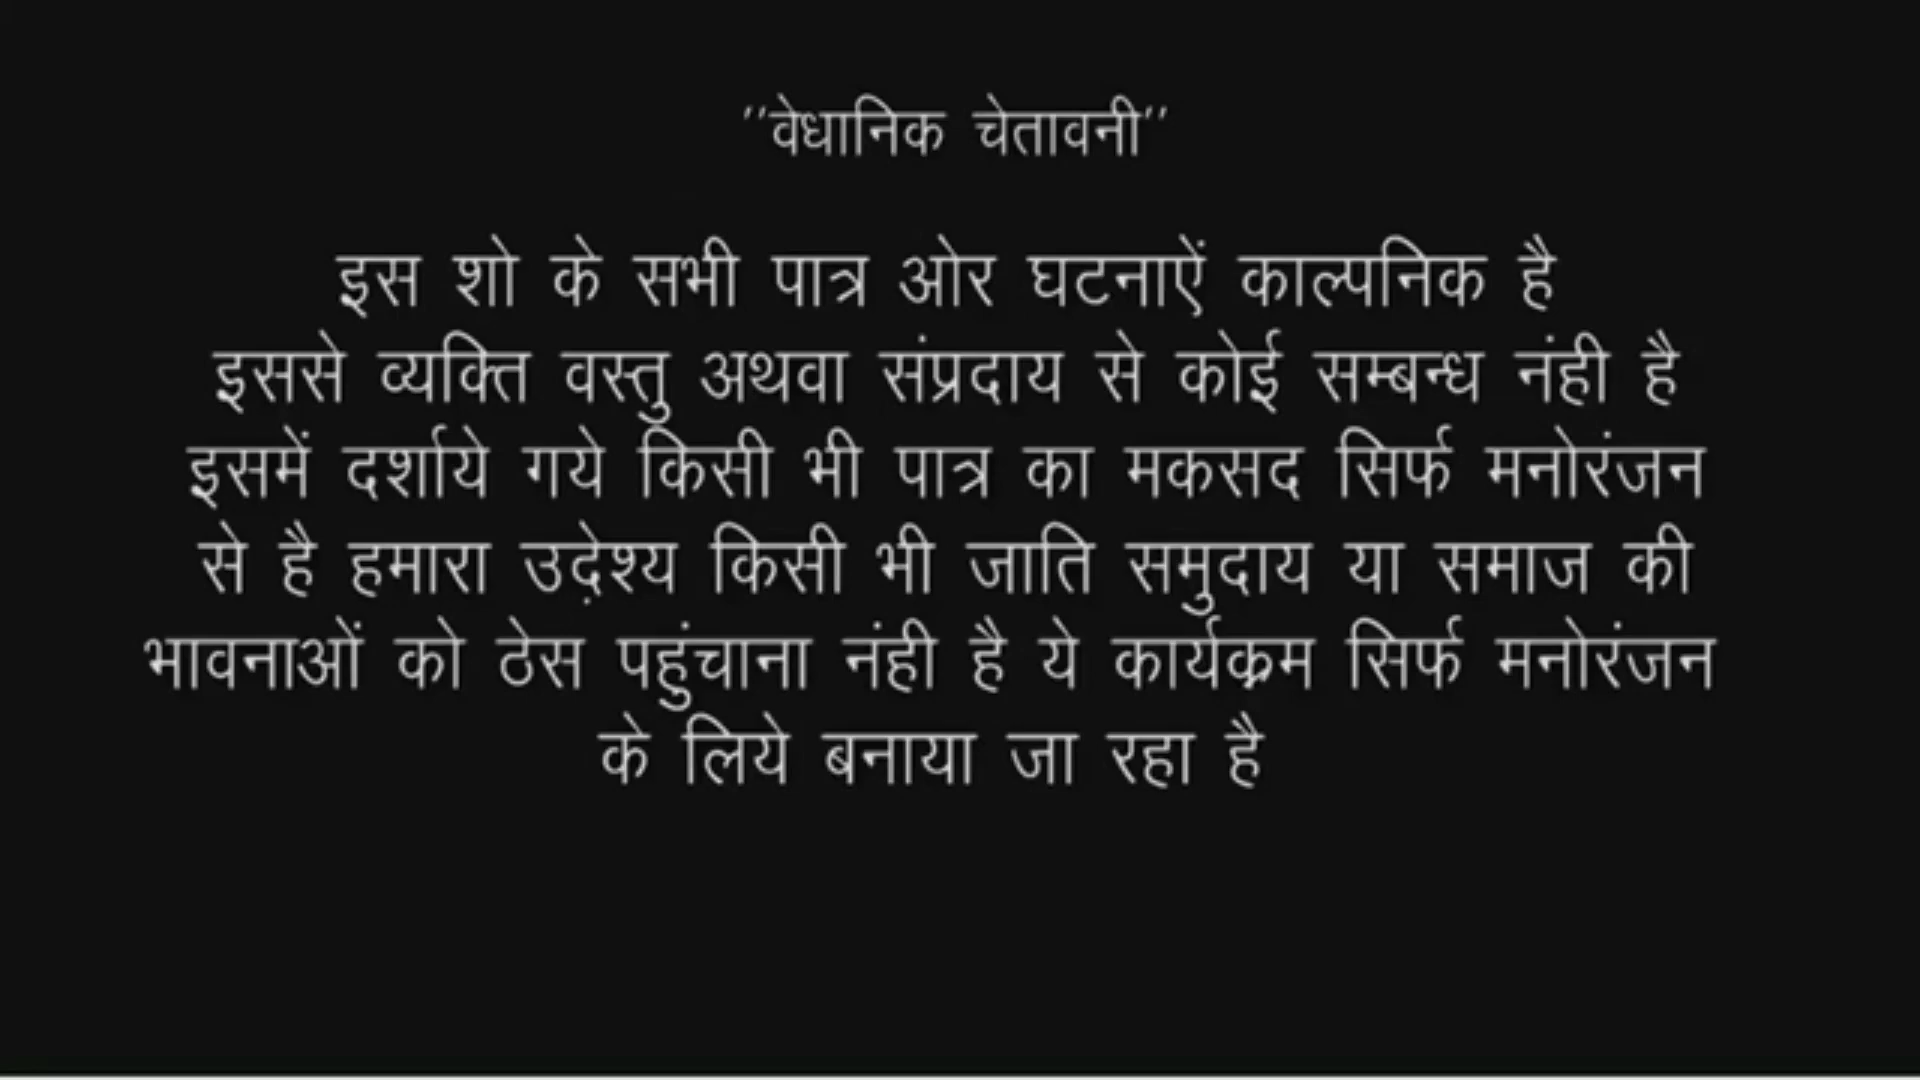 "वेधानिक चेतावनी"
इस शो के सभी पात्र ओर घटनाऐं काल्पनिक है
इससे व्यक्ति वस्तु अथवा संप्रदाय से कोई सम्बन्ध नंही है
इसमें दर्शाये गये किसी भी पात्र का मकसद सिर्फ मनोरंजन
से है हमारा उद़ेश्य किसी भी जाति समुदाय या समाज की
भावनाओं को ठेस पहुंचाना नंही है ये कार्यक्रम सिर्फ मनोरंजन
के लिये बनाया जा रहा है